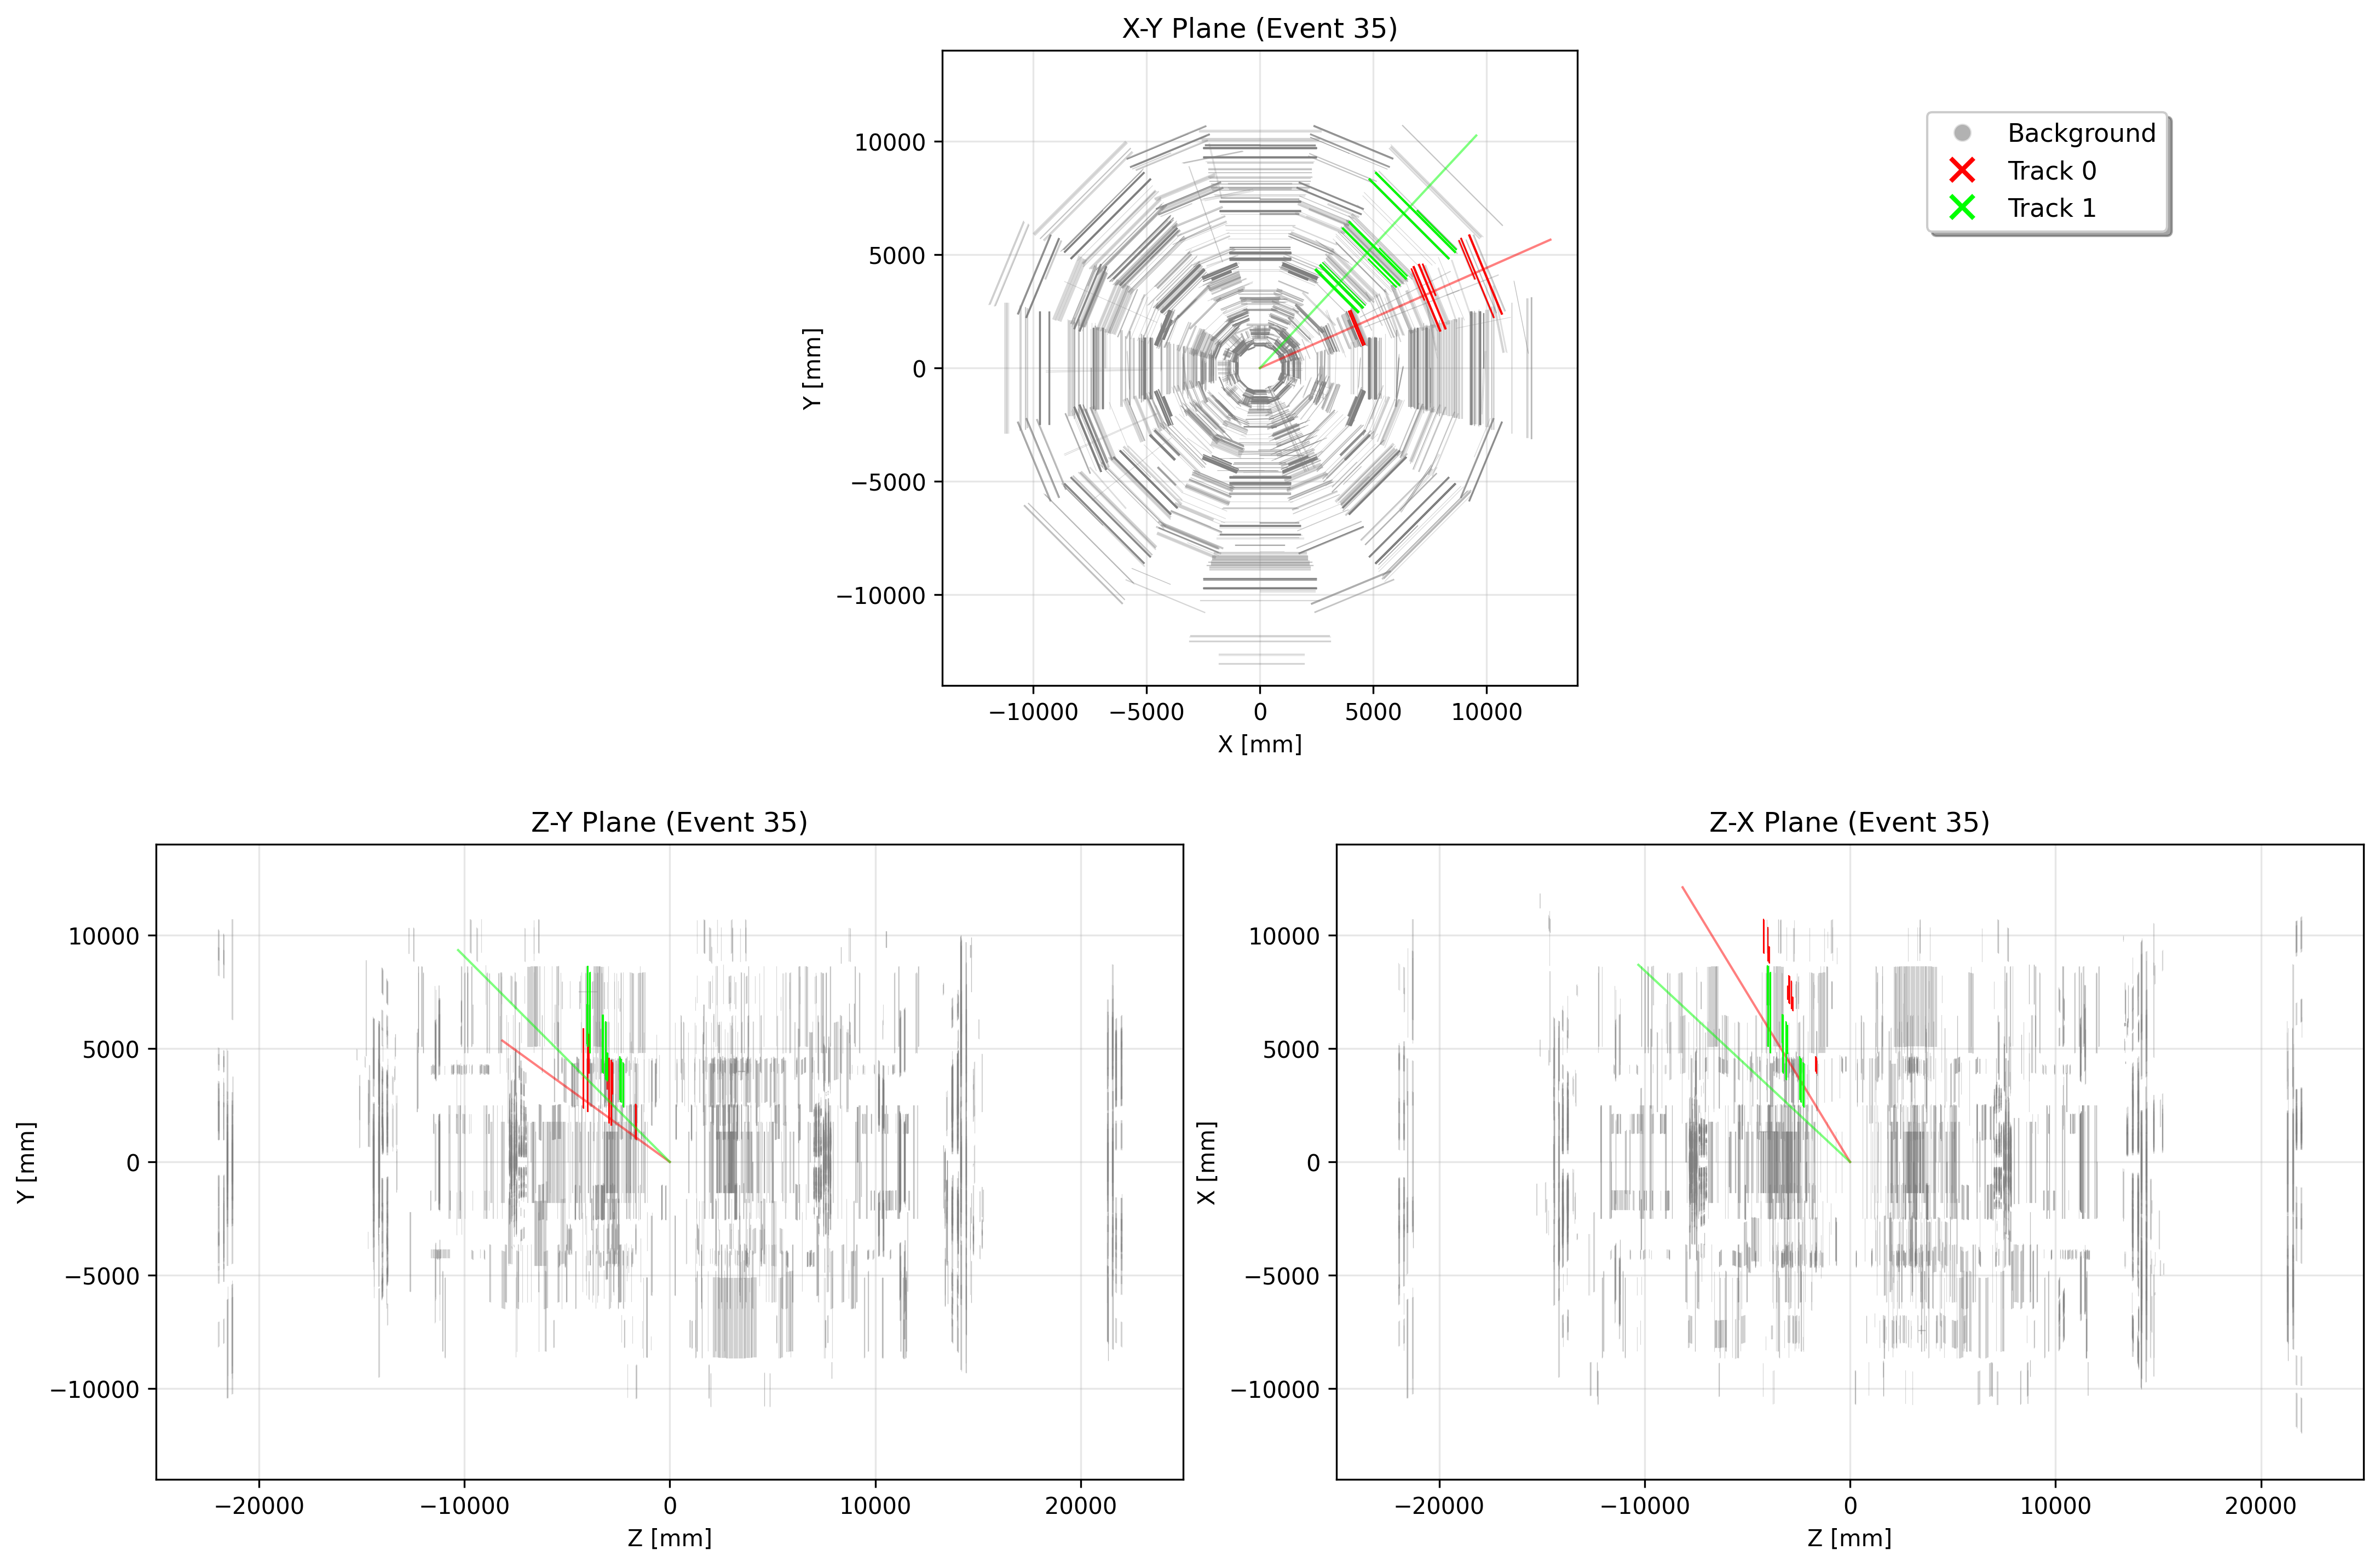 X-Y Plane (Event 35)
Y [mm]
10000
5000
0
−5000
−10000
−10000 −5000 0 5000 10000
X [mm]
Background
Track 0
Track 1
Z-Y Plane (Event 35)
Y [mm]
10000
5000
0
−5000
−10000
−20000 −10000 0 10000 20000
Z [mm]
Z-X Plane (Event 35)
X [mm]
10000
5000
0
−5000
−10000
−20000 −10000 0 10000 20000
Z [mm]